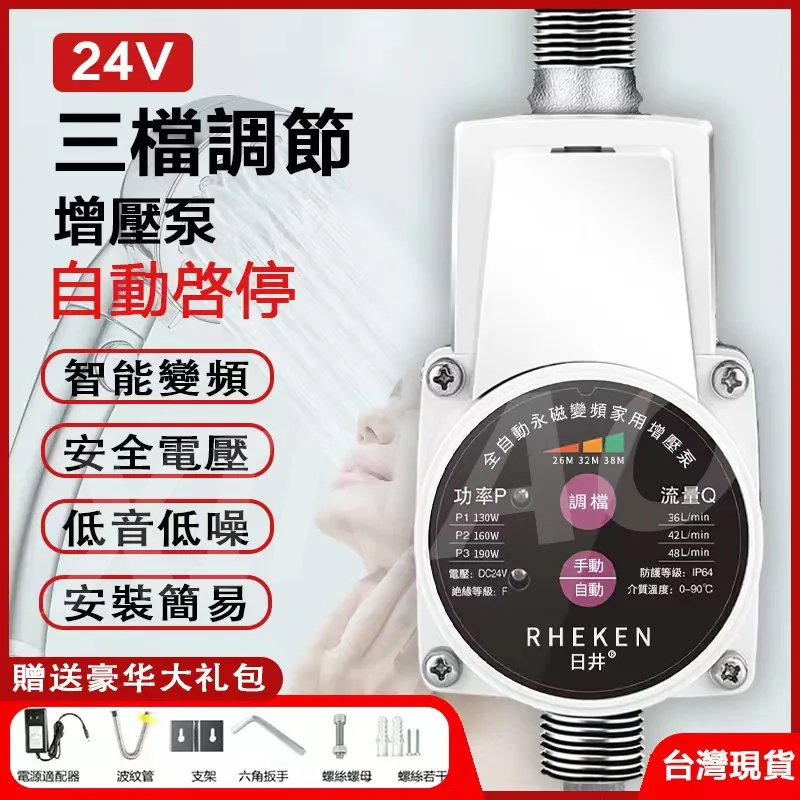 24V
三檔調節
增壓泵
自動啓停
智能變頻
安全電壓
低音低噪
安裝簡易
全自動永磁變頻家用增壓泵
26M 32M 38M
功率P
調檔
流量Q
P1 130W
36L/min
P2 160W
42L/min
P3 190W
48L/min
電壓：DC24V
手動
自動
防護等級：IP64
絕緣等級：F
介質溫度：0-90℃
RHEKEN
日井®
贈送豪华大礼包
電源適配器
波紋管
支架
六角扳手
螺絲螺母
螺絲若干
台灣現貨